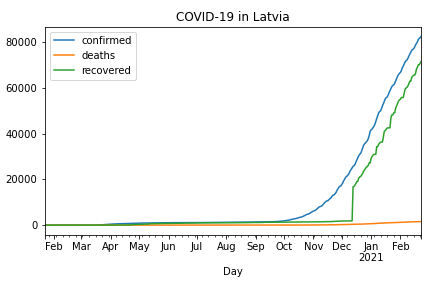 COVID-19 in Latvia
confirmed
deaths
recovered
80000
60000
40000
20000
0
Feb Mar Apr May Jun Jul Aug Sep Oct Nov Dec Jan Feb
2021
Day